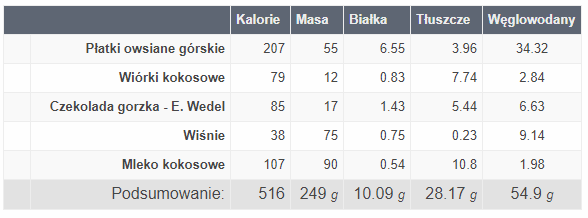 Kalorie Masa Białka Tłuszcze Węglowodany
Płatki owsiane górskie 207 55 6.55 3.96 34.32
Wiórki kokosowe 79 12 0.83 7.74 2.84
Czekolada gorzka - E. Wedel 85 17 1.43 5.44 6.63
Wiśnie 38 75 0.75 0.23 9.14
Mleko kokosowe 107 90 0.54 10.8 1.98
Podsumowanie: 516 249 g 10.09 g 28.17 g 54.9 g